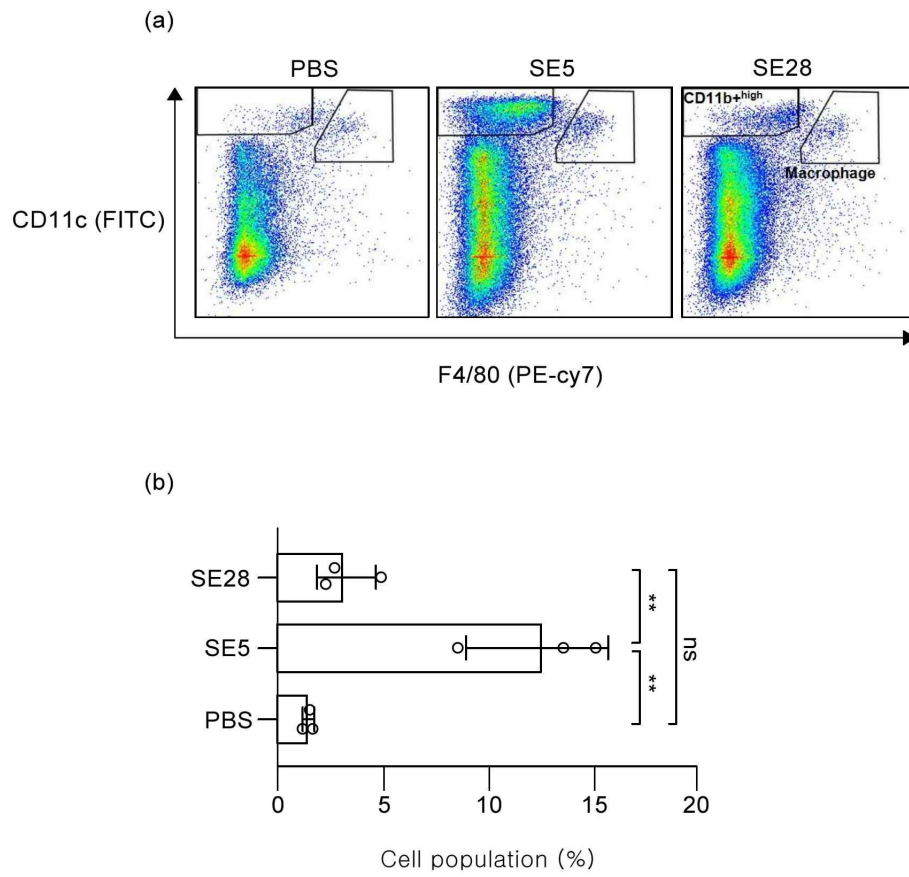 (a)
PBS SE5 SE28
CD11b+high
Macrophage
CD11c (FITC)
F4/80 (PE-cy7)
(b)
SE28
SE5
PBS
**
**
ns
0 5 10 15 20
Cell population (%)